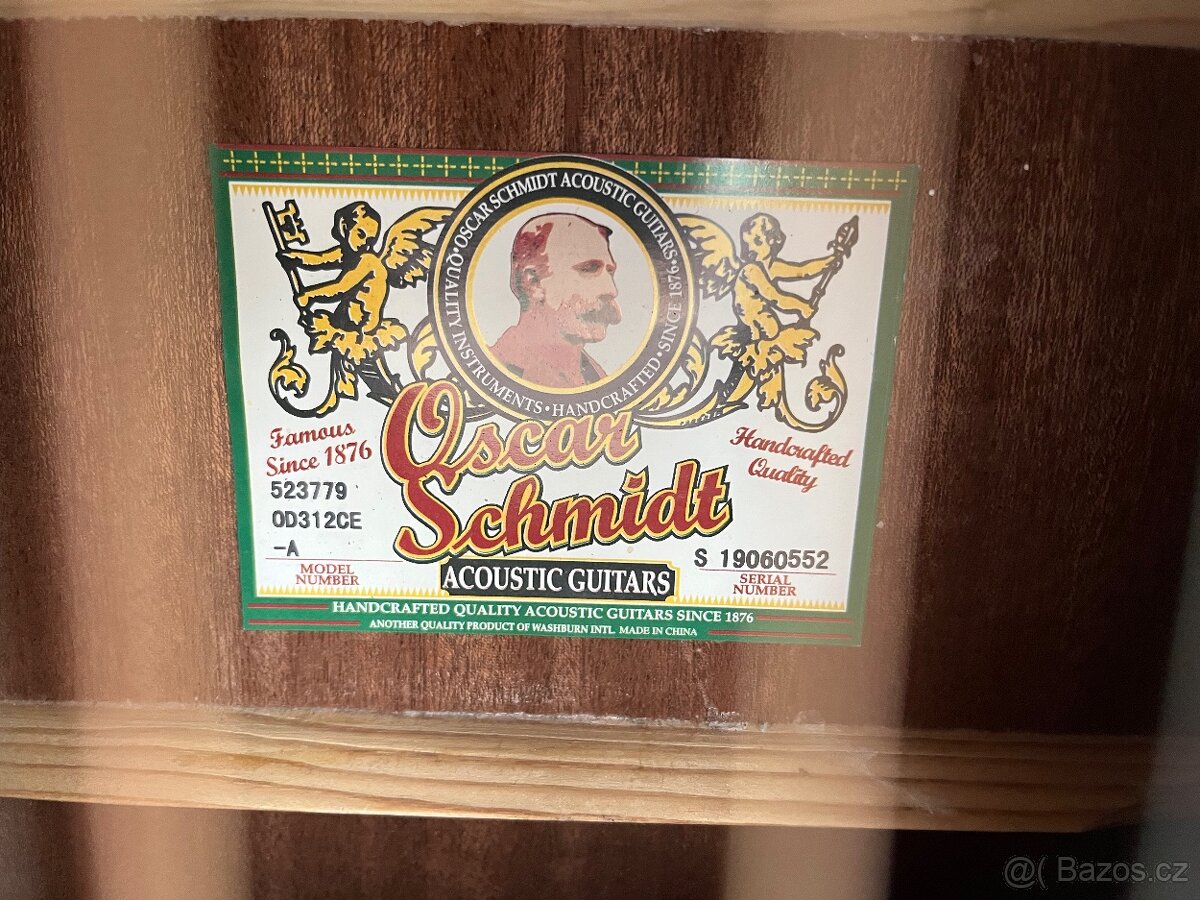 QUALITY INSTRUMENTS • OSCAR SCHMIDT ACOUSTIC GUITARS • SINCE 1876 • HANDCRAFTED •
Famous
Since 1876
Oscar
Schmidt
Handcrafted
Quality
523779
OD312CE
-A
MODEL
NUMBER
ACOUSTIC GUITARS
S 19060552
SERIAL
NUMBER
HANDCRAFTED QUALITY ACOUSTIC GUITARS SINCE 1876
ANOTHER QUALITY PRODUCT OF WASHBURN INTL. MADE IN CHINA
@( Bazos.cz